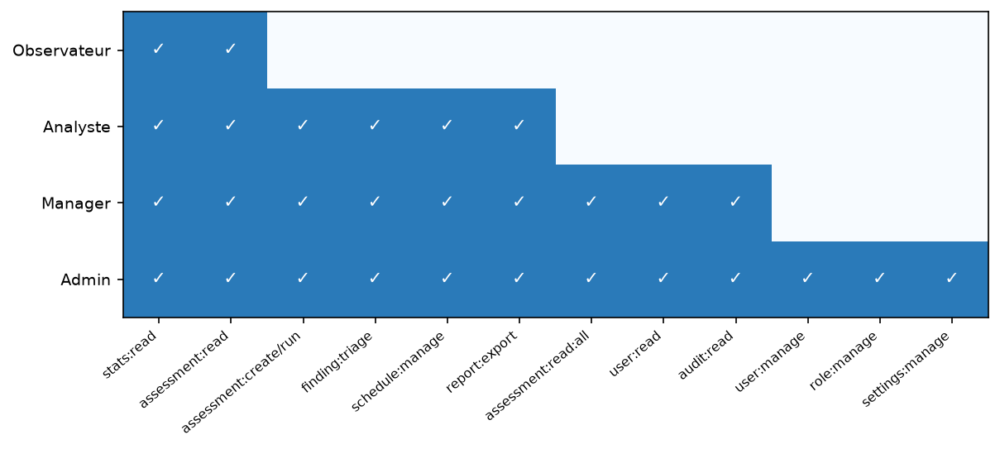 Observateur ✓ ✓
Analyste ✓ ✓ ✓ ✓ ✓ ✓
Manager ✓ ✓ ✓ ✓ ✓ ✓ ✓ ✓ ✓
Admin ✓ ✓ ✓ ✓ ✓ ✓ ✓ ✓ ✓ ✓ ✓ ✓
stats:read
assessment:read
assessment:create/run
finding:triage
schedule:manage
report:export
assessment:read:all
user:read
audit:read
user:manage
role:manage
settings:manage